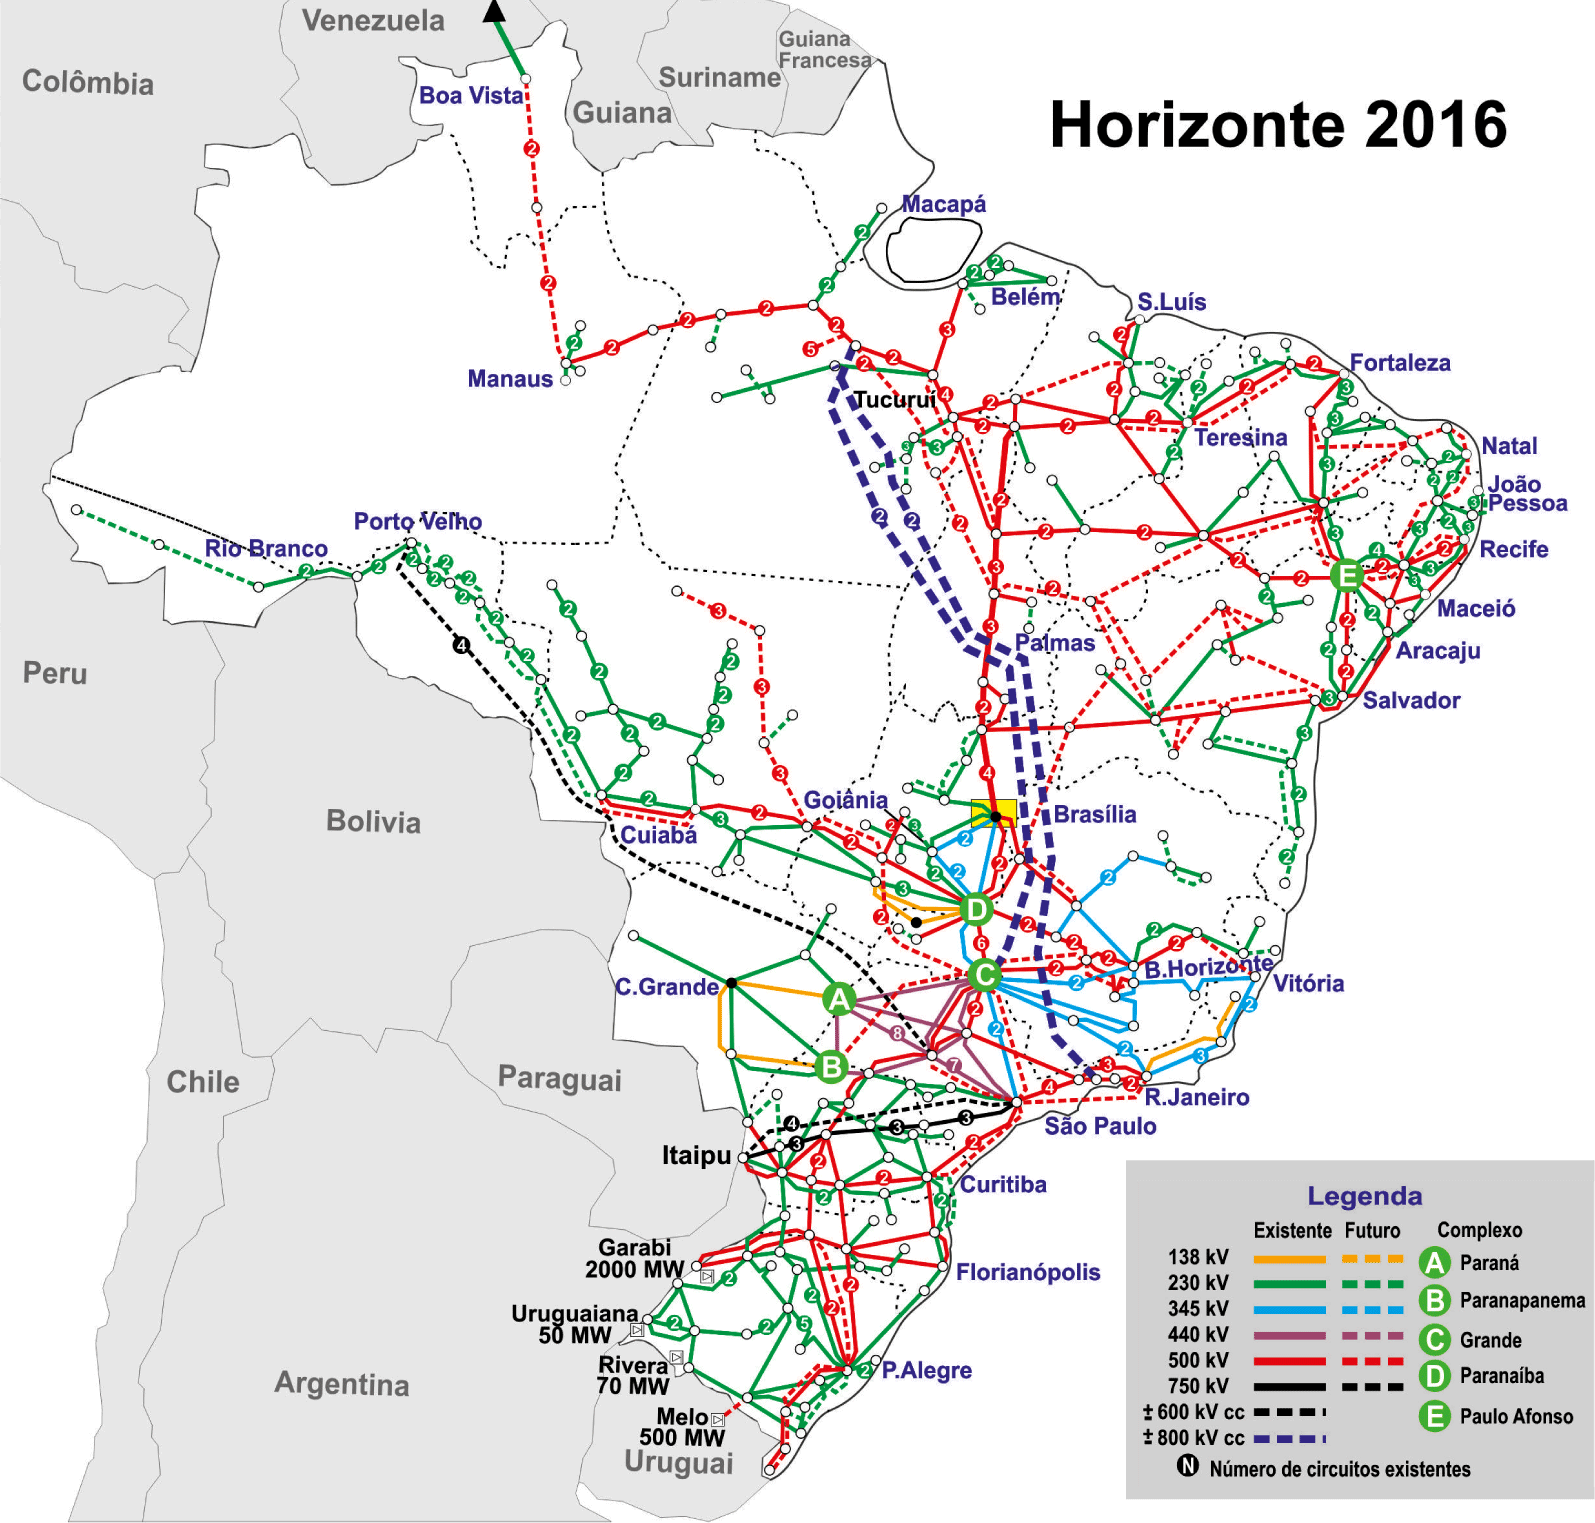 Venezuela
Colômbia
Guiana
Francesa
Suriname
Guiana
Boa Vista
Horizonte 2016
Macapá
Belém
S.Luís
Manaus
Fortaleza
Tucuruí
Teresina
Natal
João
Pessoa
Porto Velho
Rio Branco
Recife
E
Maceió
Palmas
Aracaju
Peru
Salvador
Goiânia
Brasília
Bolivia
Cuiabá
D
C
B.Horizonte
Vitória
C.Grande
A
B
Chile
Paraguai
R.Janeiro
São Paulo
Itaipu
Curitiba
Garabi
2000 MW
Florianópolis
Uruguaiana
50 MW
Rivera
70 MW
P.Alegre
Argentina
Melo
500 MW
Uruguai
Legenda
Existente Futuro Complexo
138 kV A Paraná
230 kV
345 kV B Paranapanema
440 kV C Grande
500 kV D Paranaíba
750 kV
±600 kV cc E Paulo Afonso
±800 kV cc
N Número de circuitos existentes